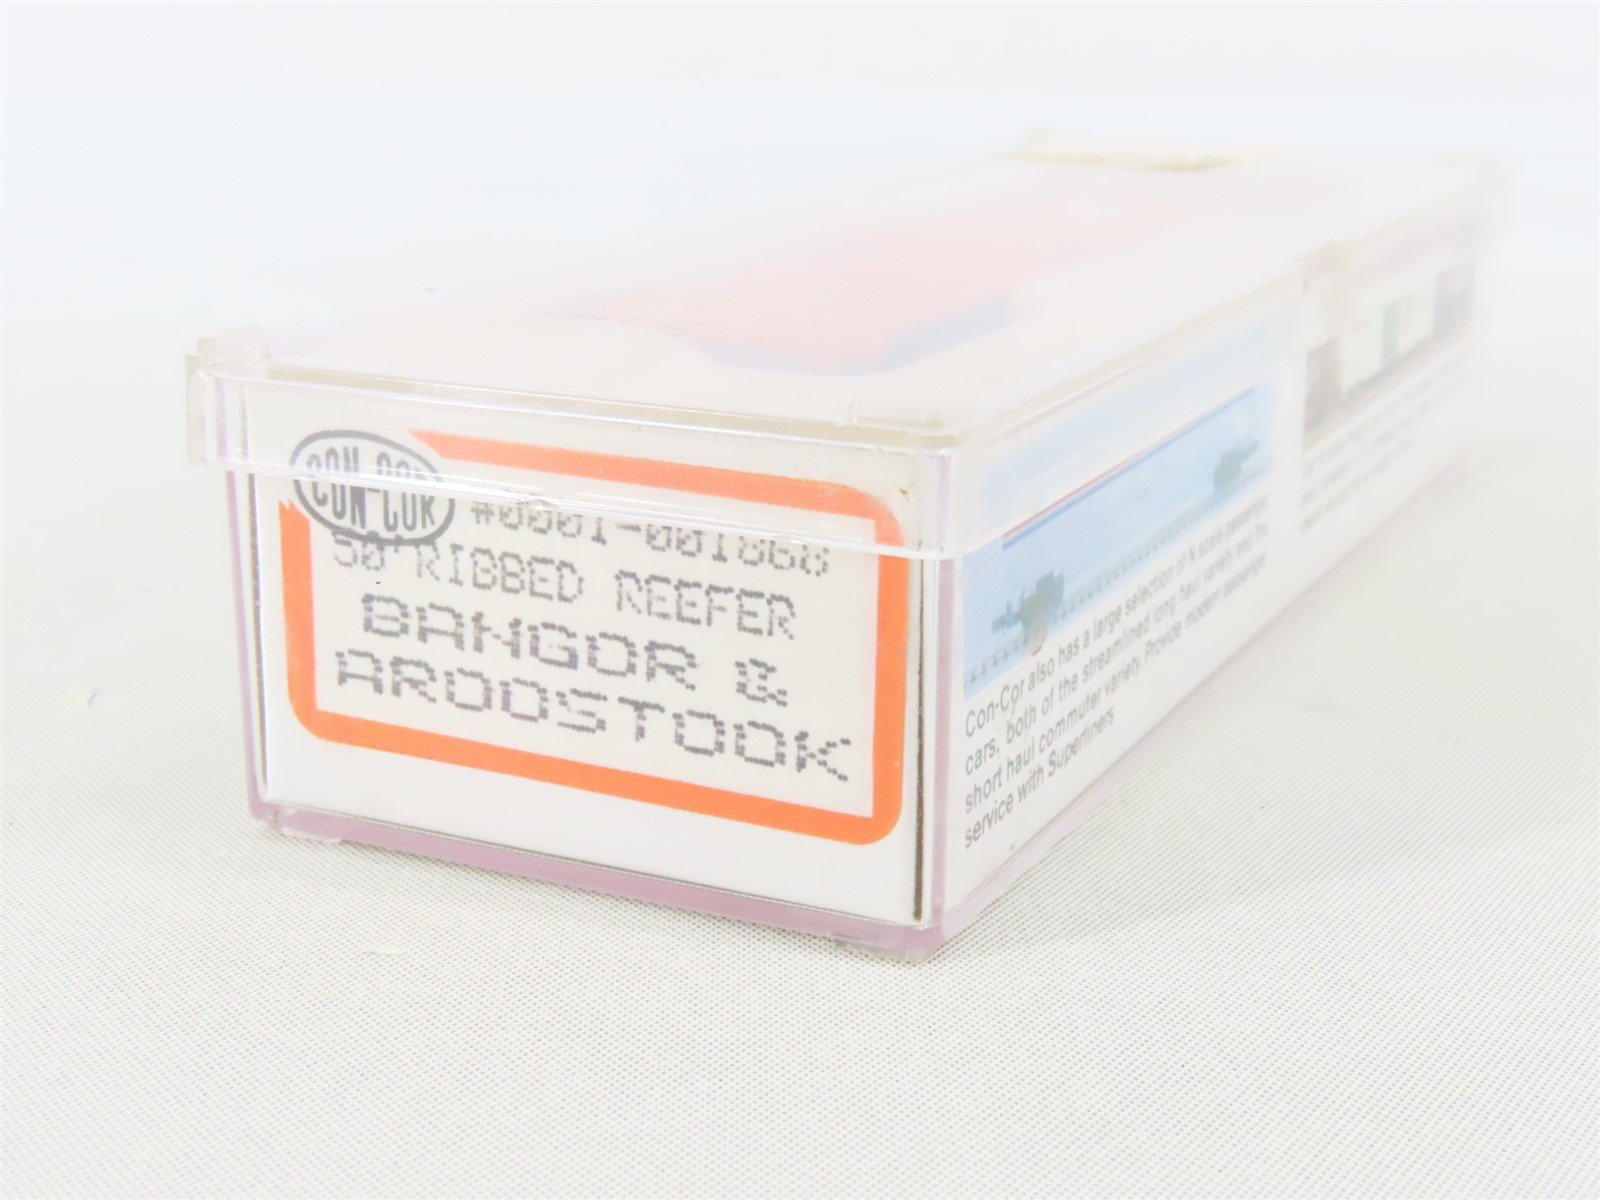 CON-COR
#0001-001868
50' RIBBED REEFER
BANGOR &
AROOSTOOK
Con-Cor also has a large selection of N scale passenger
cars, both of the streamlined long haul variety and the
short haul commuter variety. Provide modern passenger
service with Superliners